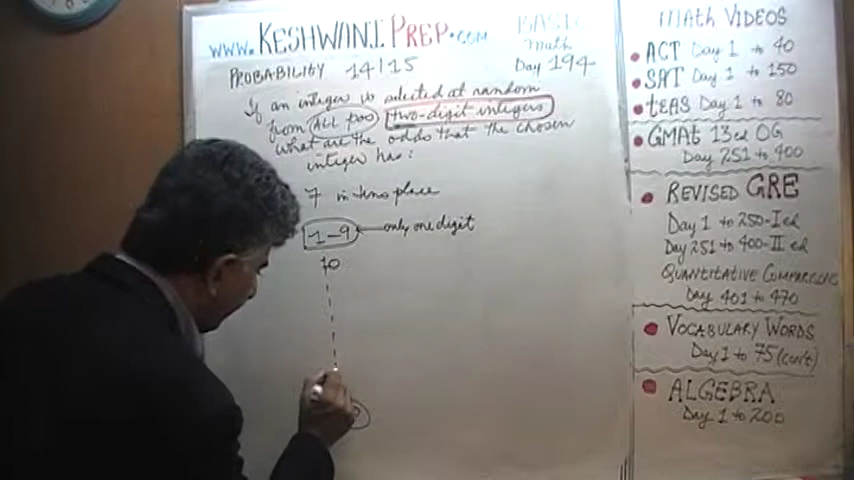 www.KESHWANIPREP.COM
BASIC
Math
Day 194
PROBABILITY 14/15
If an integer is selected at random
from ALL pos two-digit integers
what are the odds that the chosen
integer has:
7 in tens place
1-9 only one digit
10
Math VIDEOS
ACT Day 1 to 40
SAT Day 1 to 150
tEAS Day 1 to 80
GMAt 13ed OG
Day 251 to 400
REVISED GRE
Day 1 to 250-I ed
Day 251 to 400-II ed
QUANTITATIVE COMPARISONS
Day 401 to 470
VOCABULARY WORDS
Day 1 to 75 (cont)
ALGEBRA
Day 1 to 200